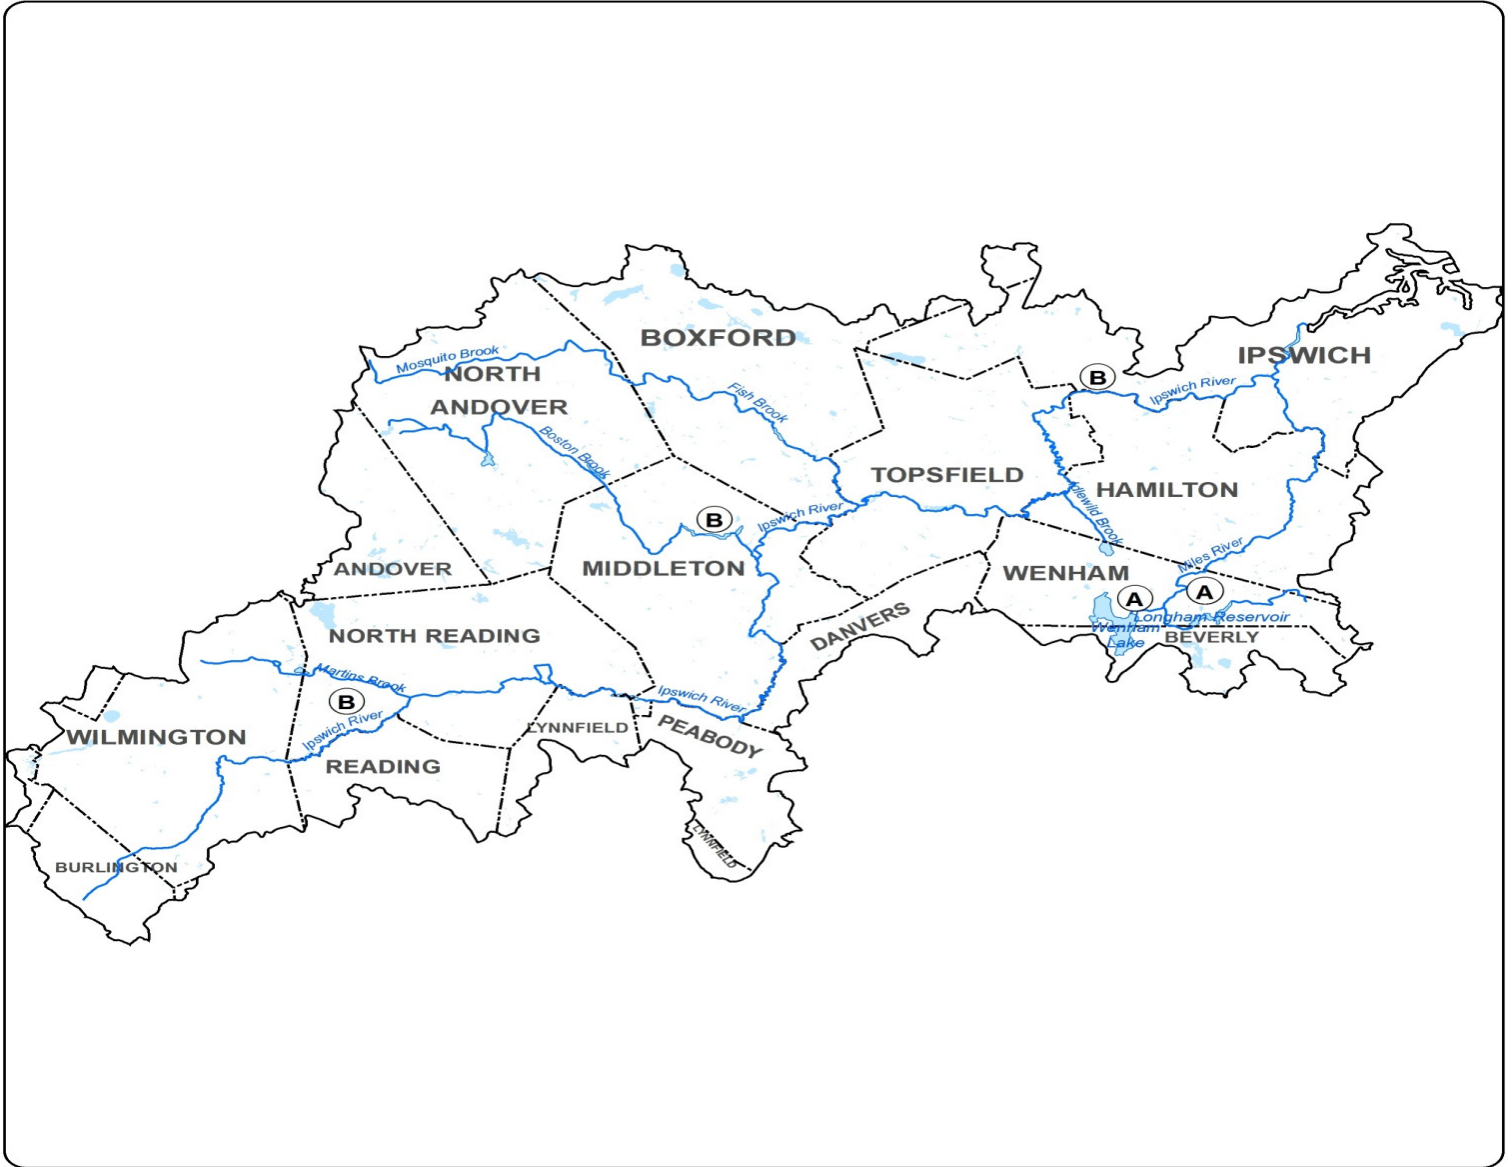 BOXFORD
IPSWICH
Mosquito Brook
NORTH
ANDOVER
B
Ipswich River
Fish Brook
Boston Brook
TOPSFIELD
HAMILTON
Idlewild Brook
B
Ipswich River
Miles River
ANDOVER
MIDDLETON
WENHAM
A
A
DANVERS
Longham Reservoir
Wenham
Lake
BEVERLY
NORTH READING
Martins Brook
B
Ipswich River
Ipswich River
LYNNFIELD
PEABODY
WILMINGTON
READING
LYNNFIELD
BURLINGTON